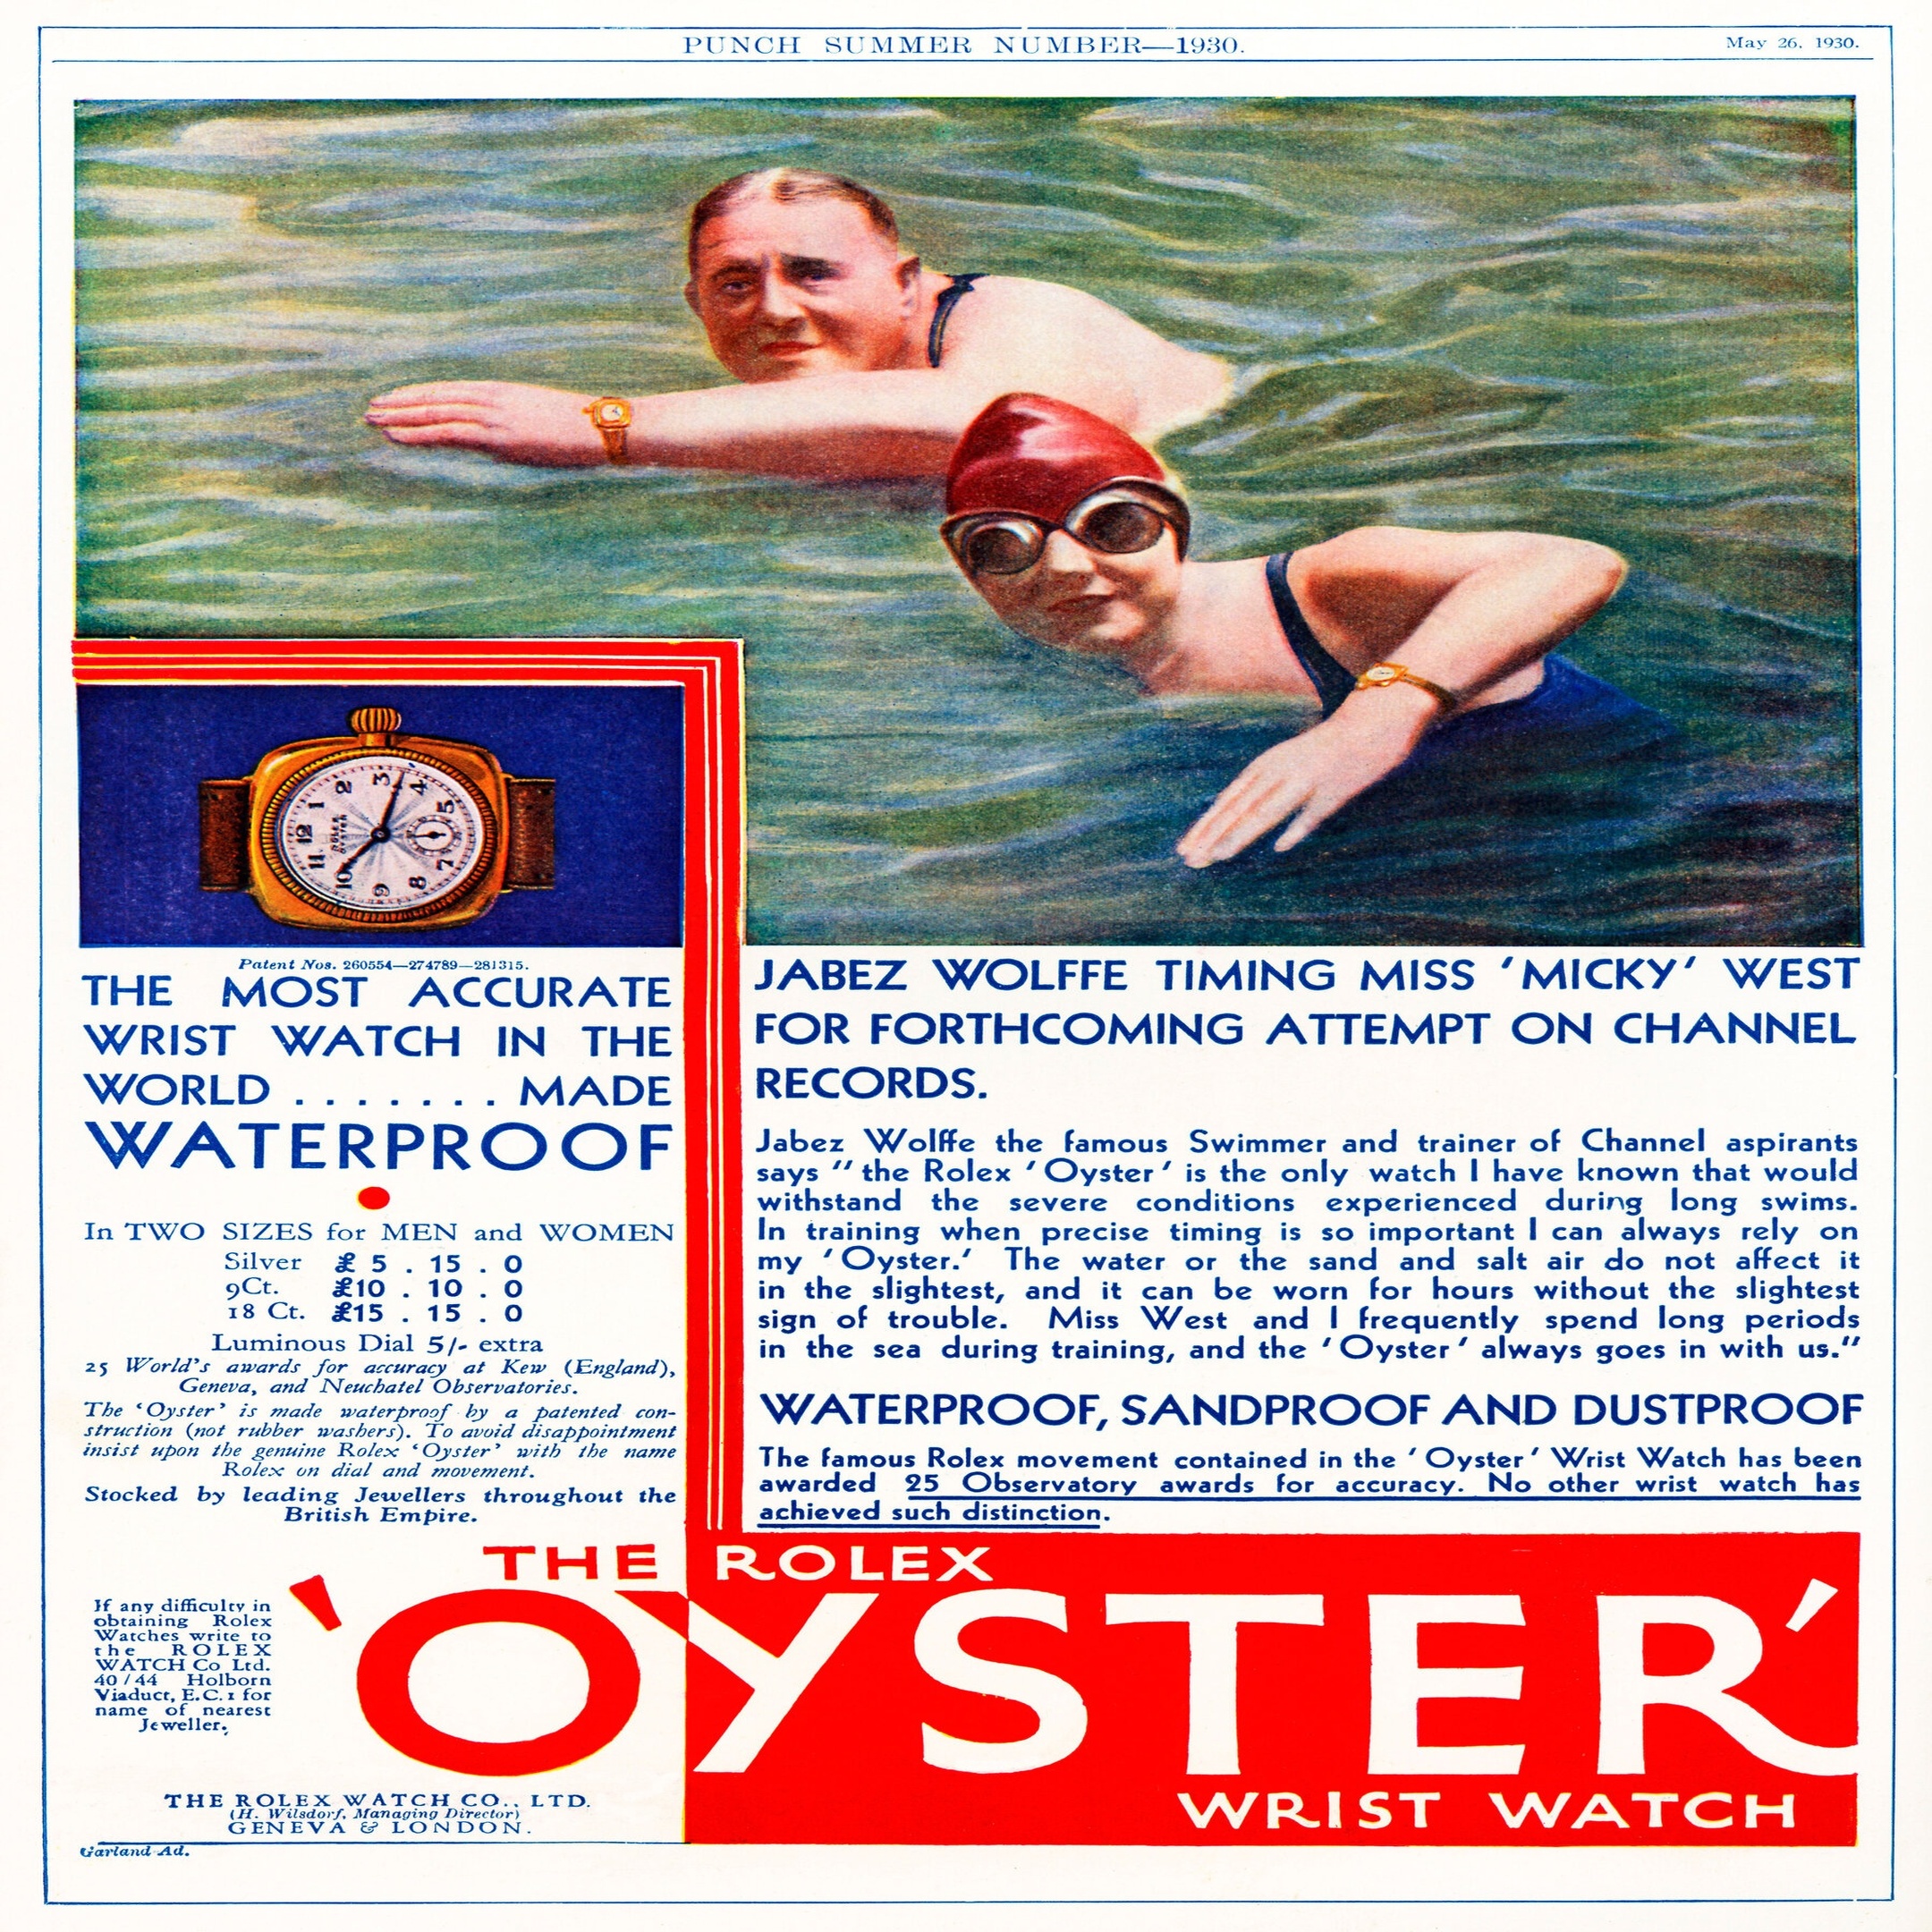 PUNCH SUMMER NUMBER—1930.
May 26, 1930.
Patent Nos. 260554—274789—281315.
THE MOST ACCURATE
WRIST WATCH IN THE
WORLD ....... MADE
WATERPROOF
In TWO SIZES for MEN and WOMEN
Silver £ 5 . 15 . 0
9Ct. £10 . 10 . 0
18 Ct. £15 . 15 . 0
Luminous Dial 5/- extra
25 World's awards for accuracy at Kew (England),
Geneva, and Neuchatel Observatories.
The 'Oyster' is made waterproof by a patented con-
struction (not rubber washers). To avoid disappointment
insist upon the genuine Rolex 'Oyster' with the name
Rolex on dial and movement.
Stocked by leading Jewellers throughout the
British Empire.
JABEZ WOLFFE TIMING MISS 'MICKY' WEST
FOR FORTHCOMING ATTEMPT ON CHANNEL
RECORDS.
Jabez Wolffe the famous Swimmer and trainer of Channel aspirants
says "the Rolex 'Oyster' is the only watch I have known that would
withstand the severe conditions experienced during long swims.
In training when precise timing is so important I can always rely on
my 'Oyster.' The water or the sand and salt air do not affect it
in the slightest, and it can be worn for hours without the slightest
sign of trouble. Miss West and I frequently spend long periods
in the sea during training, and the 'Oyster' always goes in with us."
WATERPROOF, SANDPROOF AND DUSTPROOF
The famous Rolex movement contained in the 'Oyster' Wrist Watch has been
awarded 25 Observatory awards for accuracy. No other wrist watch has
achieved such distinction.
THE ROLEX
'OYSTER'
WRIST WATCH
If any difficulty in
obtaining Rolex
Watches write to
the ROLEX
WATCH Co Ltd.
40/44 Holborn
Viaduct, E.C.1 for
name of nearest
Jeweller.
THE ROLEX WATCH CO., LTD.
(H. Wilsdorf, Managing Director)
GENEVA & LONDON.
Garland Ad.
ROLEX
OYSTER
12
1
2
3
4
5
7
8
9
10
11